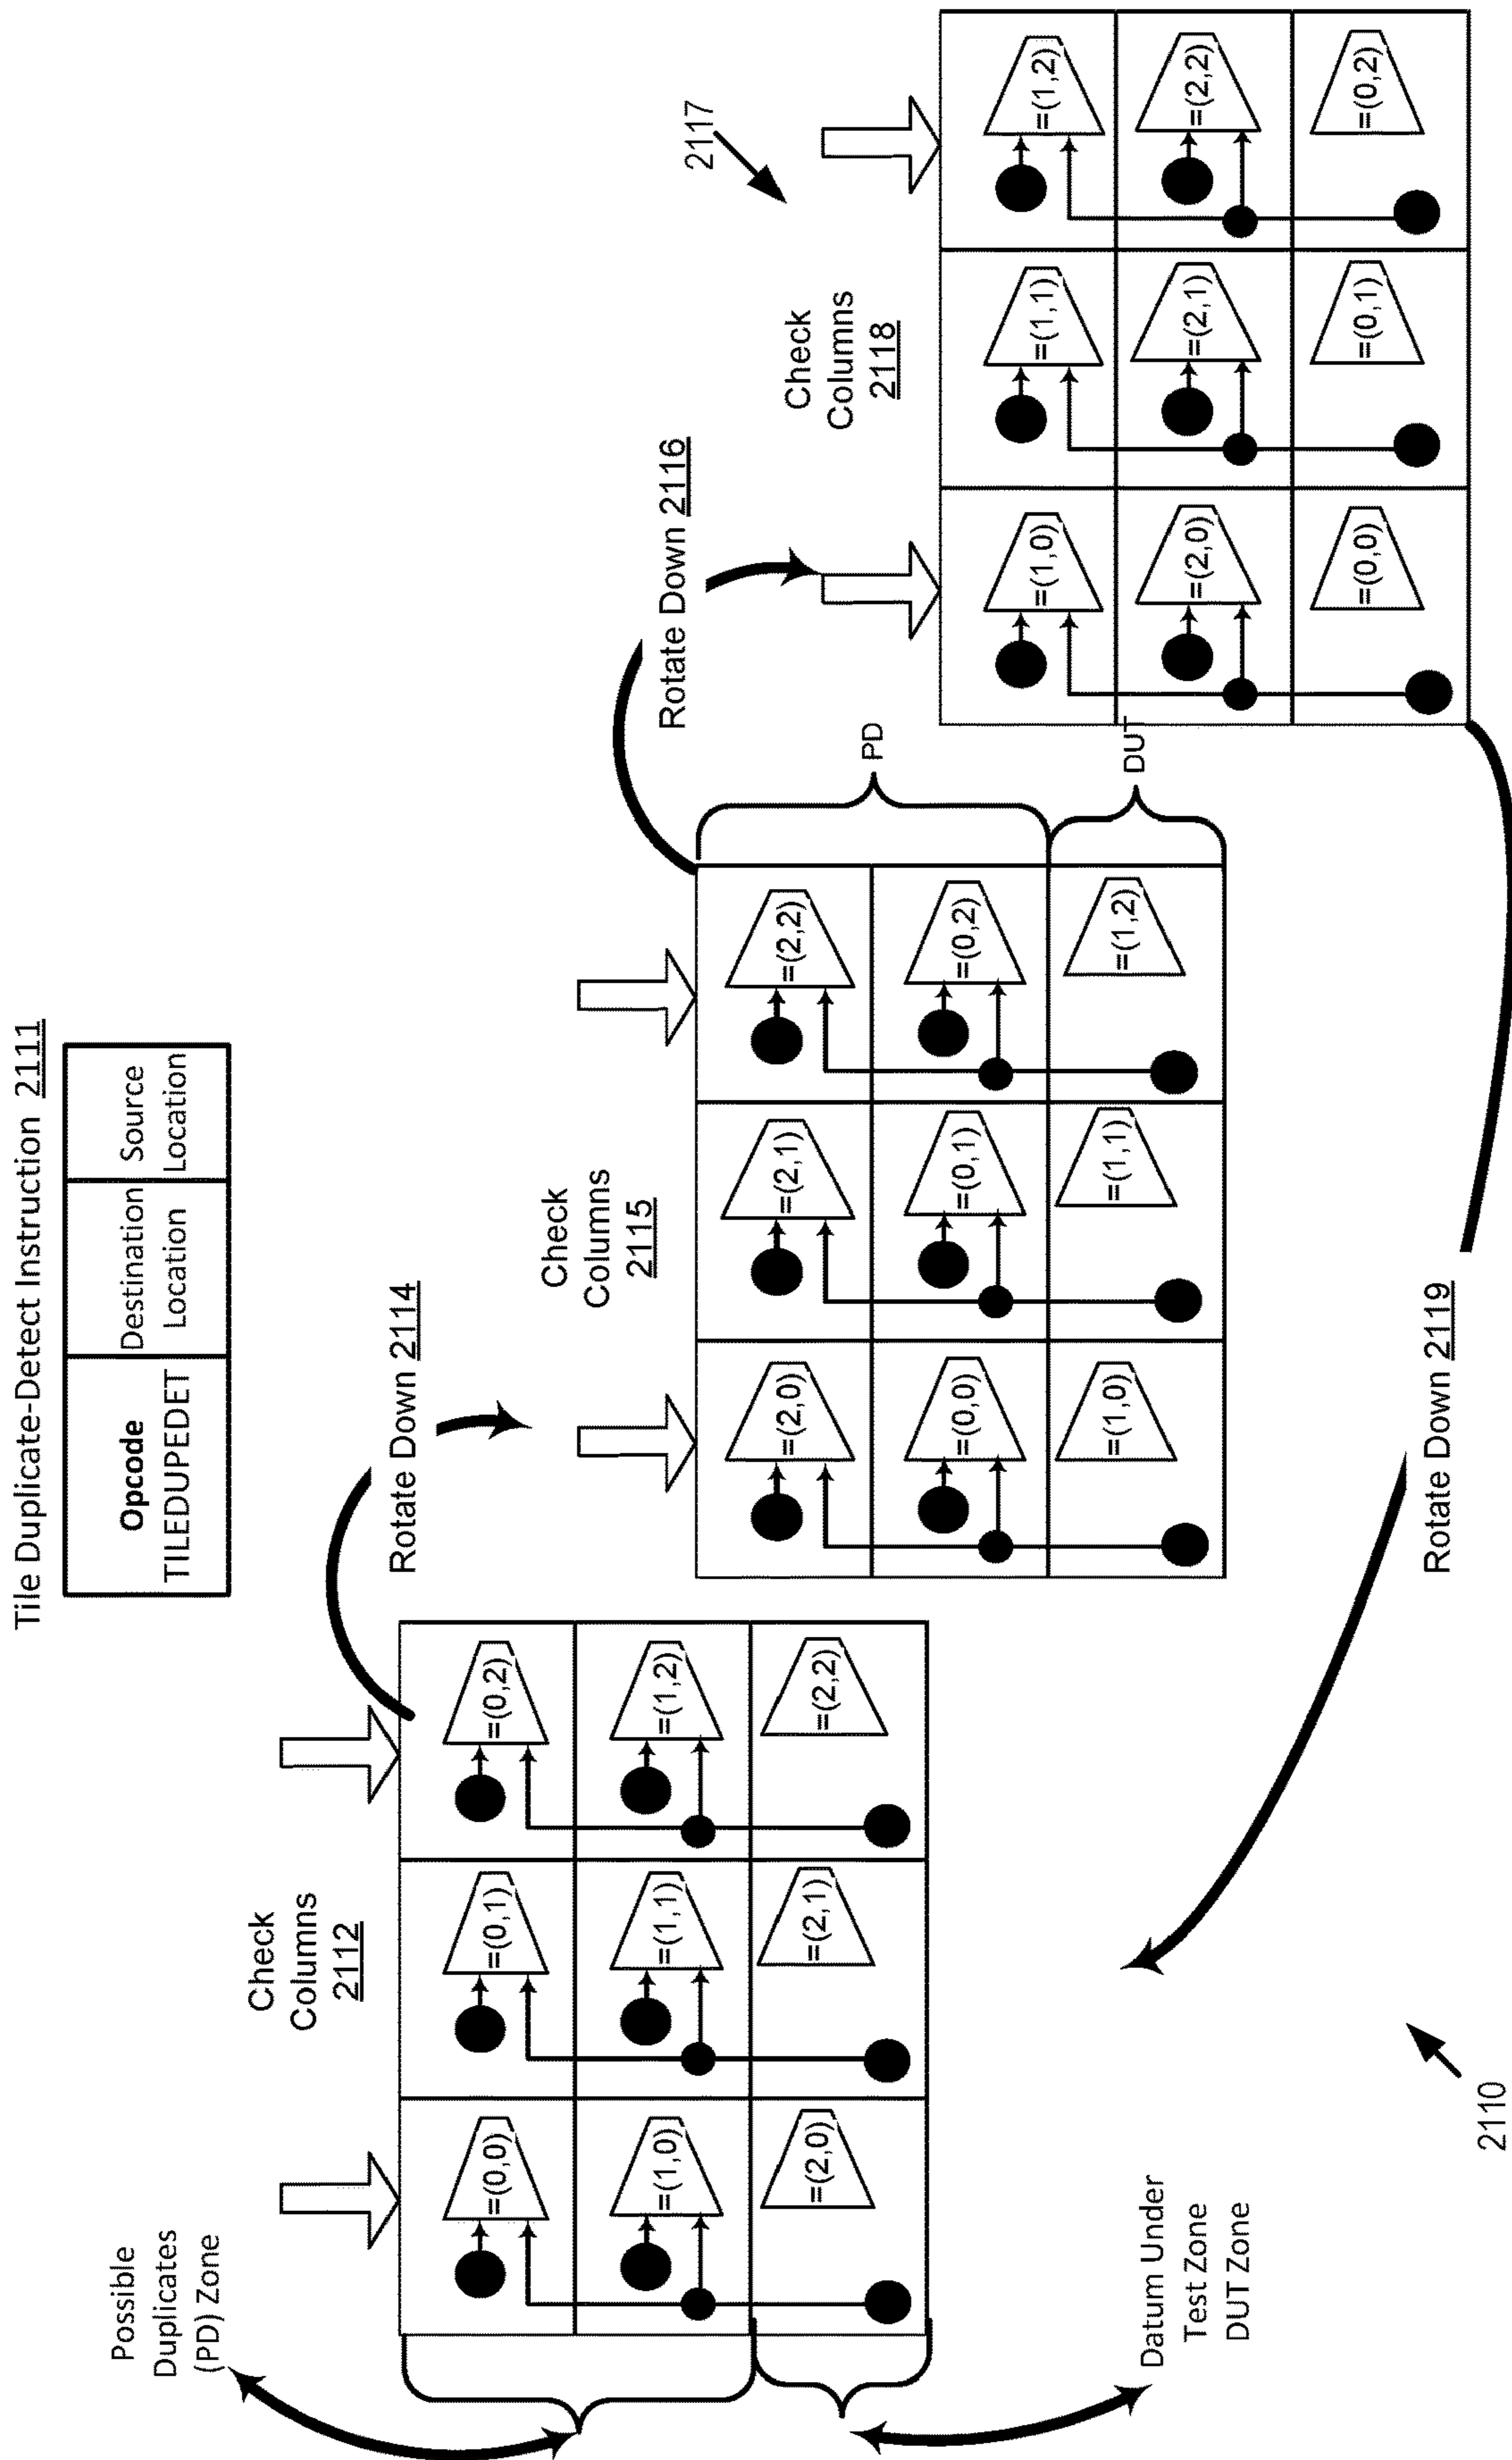 Tile Duplicate-Detect Instruction 2111
Opcode
TILEDUPEDET
Destination
Location
Source
Location
Possible
Duplicates
(PD) Zone
Check
Columns
2112
=(0,0)
=(0,1)
=(0,2)
=(1,0)
=(1,1)
=(1,2)
=(2,0)
=(2,1)
=(2,2)
Datum Under
Test Zone
DUT Zone
Rotate Down 2114
Check
Columns
2115
=(2,0)
=(2,1)
=(2,2)
=(0,0)
=(0,1)
=(0,2)
=(1,0)
=(1,1)
=(1,2)
PD
DUT
Rotate Down 2116
2117
Check
Columns
2118
=(1,0)
=(1,1)
=(1,2)
=(2,0)
=(2,1)
=(2,2)
=(0,0)
=(0,1)
=(0,2)
Rotate Down 2119
2110